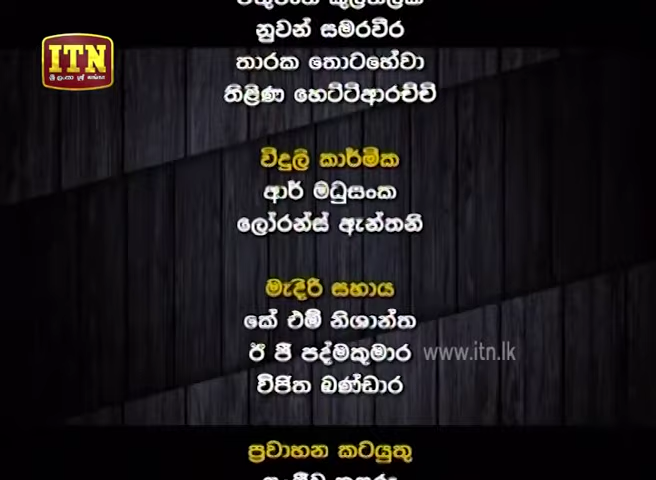 නුවන් සමරවීර
තාරක තොටහේවා
තිළිණ හෙට්ටිආරච්චි
විදුලි කාර්මික
ආර් මධුසංක
ලෝරන්ස් ඇන්තනි
මැදිරි සහාය
කේ එම් නිශාන්ත
ඊ ජී පද්මකුමාර
විජිත බණ්ඩාර
ප්‍රවාහන කටයුතු
ITN
www.itn.lk